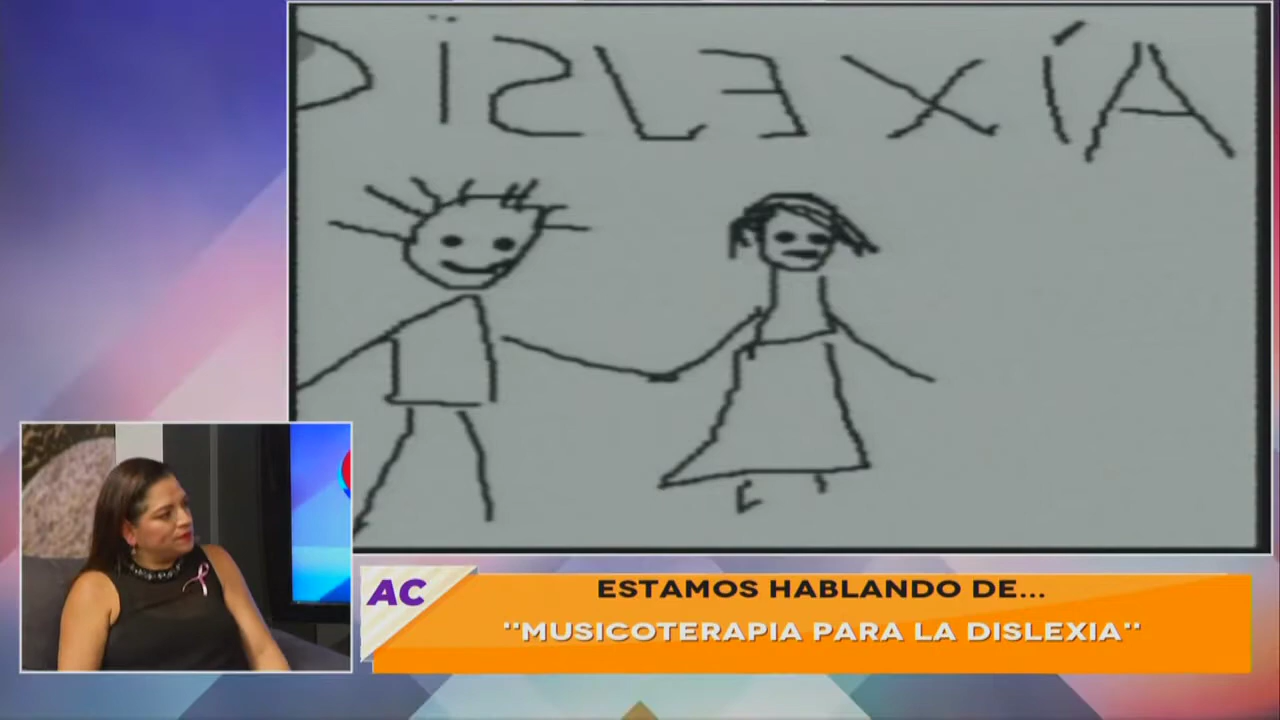 DÏSLEXÍA
AC
ESTAMOS HABLANDO DE...
¨MUSICOTERAPIA PARA LA DISLEXIA¨